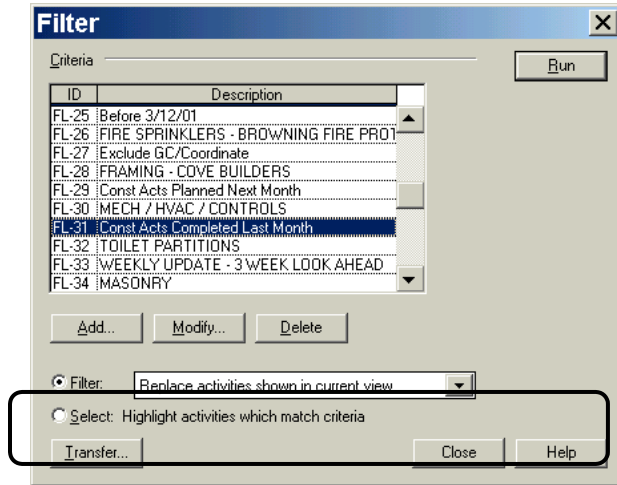 Filter
Criteria
Run
ID Description
FL-25 Before 3/12/01
FL-26 FIRE SPRINKLERS - BROWNING FIRE PROT
FL-27 Exclude GC/Coordinate
FL-28 FRAMING - COVE BUILDERS
FL-29 Const Acts Planned Next Month
FL-30 MECH / HVAC / CONTROLS
FL-31 Const Acts Completed Last Month
FL-32 TOILET PARTITIONS
FL-33 WEEKLY UPDATE - 3 WEEK LOOK AHEAD
FL-34 MASONRY
Add... Modify... Delete
Filter: Replace activities shown in current view
Select: Highlight activities which match criteria
Transfer... Close Help